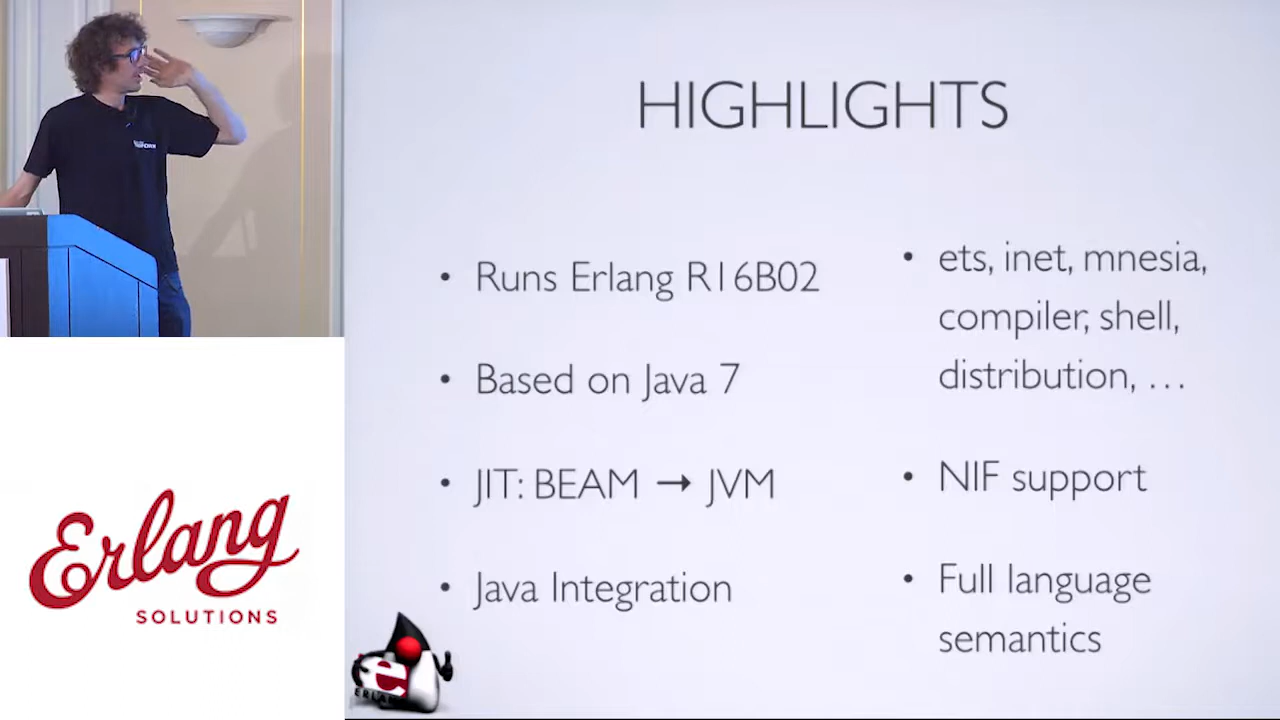 HIGHLIGHTS
• Runs Erlang R16B02
• Based on Java 7
• JIT: BEAM → JVM
• Java Integration
• ets, inet, mnesia,
compiler, shell,
distribution, …
• NIF support
• Full language
semantics
Erlang
SOLUTIONS
e